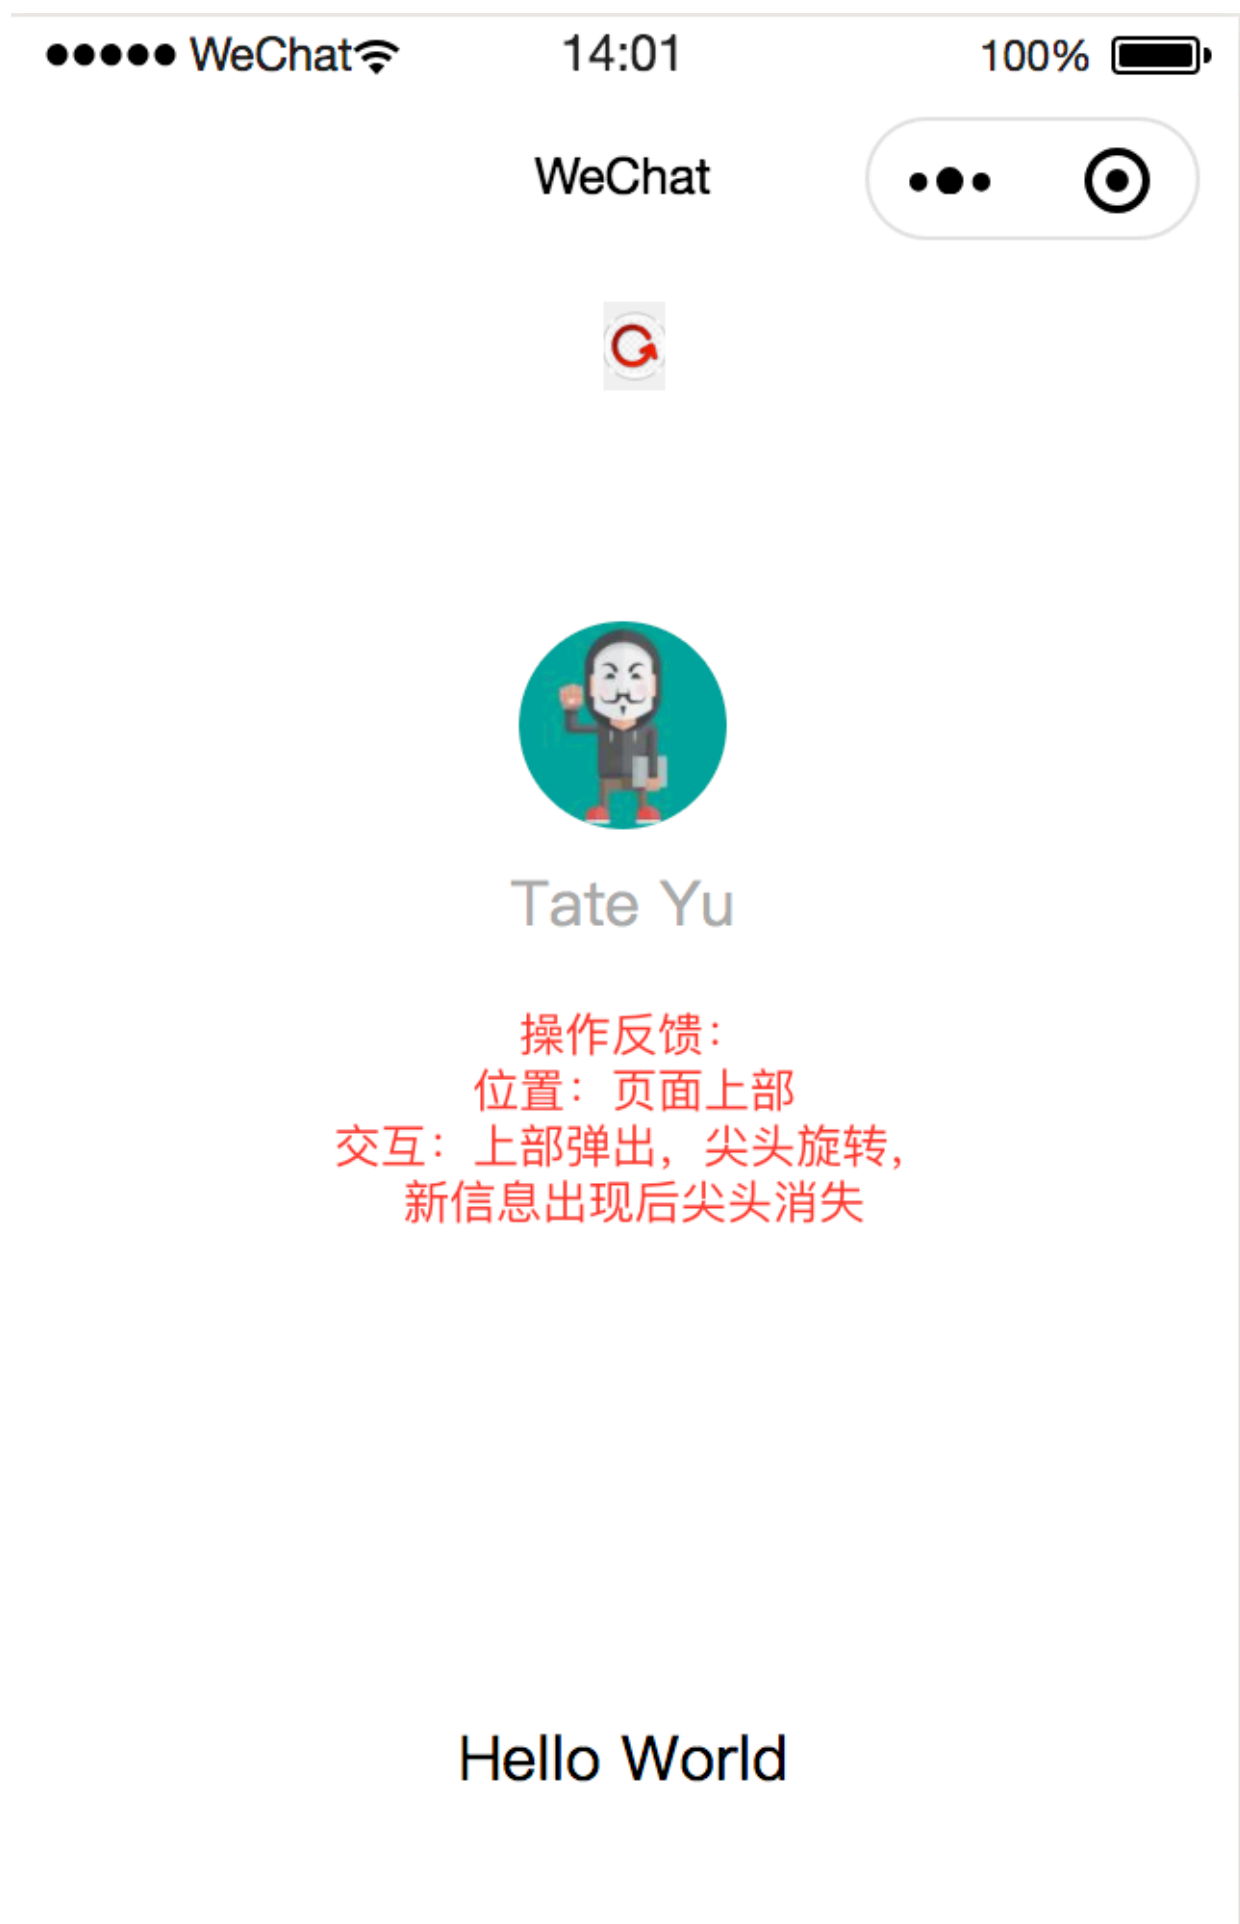 WeChat 14:01 100%
WeChat
Tate Yu
操作反馈：
位置：页面上部
交互：上部弹出，尖头旋转，
新信息出现后尖头消失
Hello World